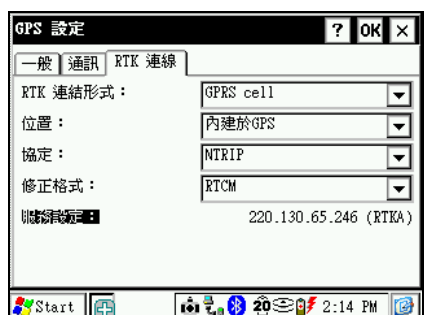 GPS 設定 ? OK ×
一般 通訊 RTK 連線
RTK 連結形式： GPRS cell
位置： 內建於GPS
協定： NTRIP
修正格式： RTCM
設定： 220.130.65.246 (RTKA)
Start 20 2:14 PM